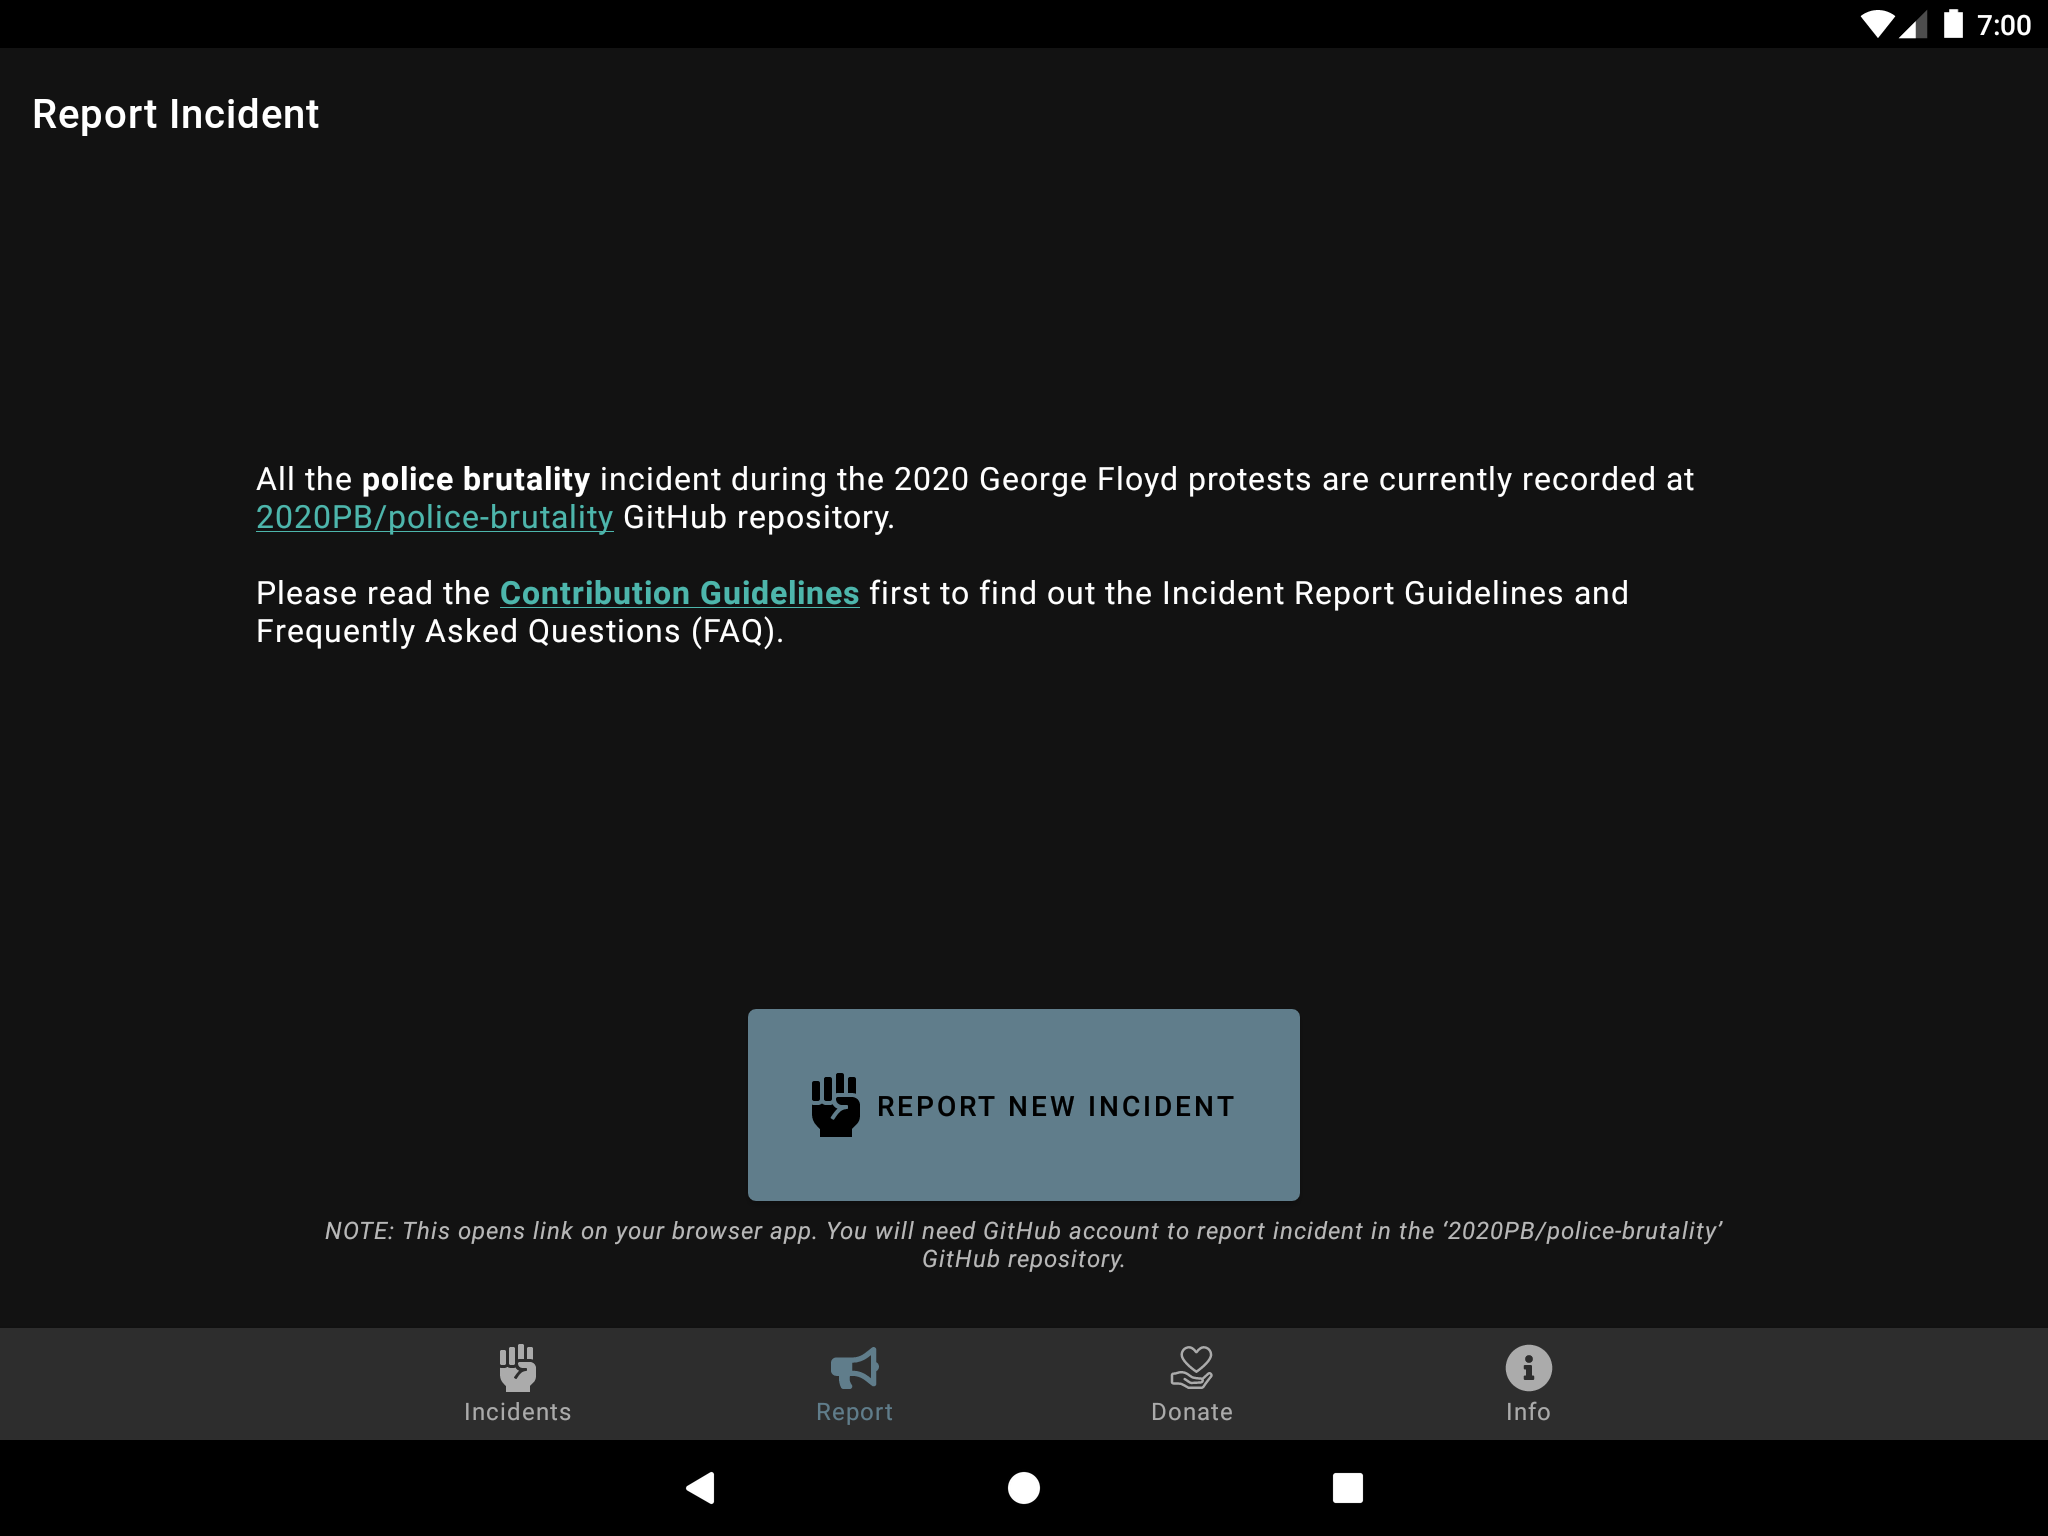 7:00
Report Incident
All the police brutality incident during the 2020 George Floyd protests are currently recorded at
2020PB/police-brutality GitHub repository.
Please read the Contribution Guidelines first to find out the Incident Report Guidelines and
Frequently Asked Questions (FAQ).
REPORT NEW INCIDENT
NOTE: This opens link on your browser app. You will need GitHub account to report incident in the ‘2020PB/police-brutality’
GitHub repository.
Incidents
Report
Donate
Info